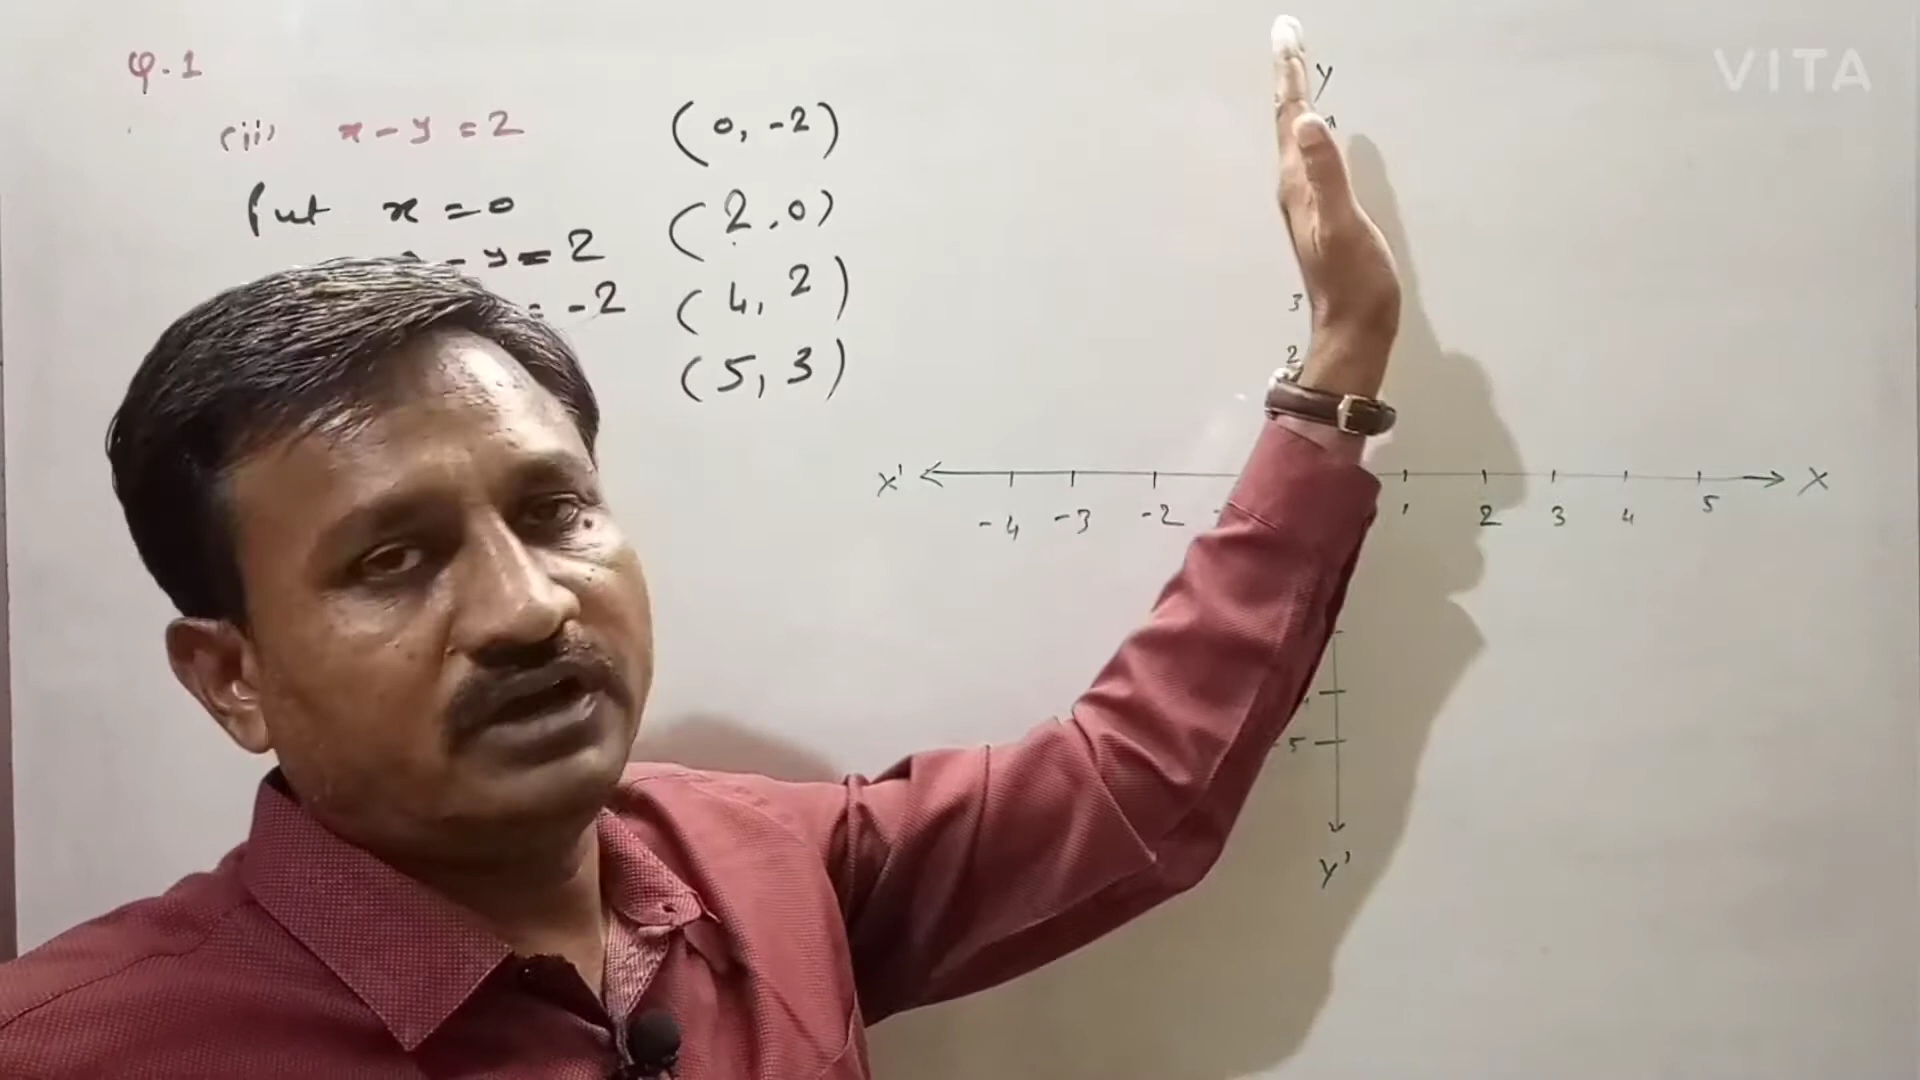 Q.1
(ii) x - y = 2
Put x = 0
- y = 2
= -2
(0, -2)
(2, 0)
(4, 2)
(5, 3)
Y
3
2
X' X
-4 -3 -2 1 2 3 4 5
-5
Y'
VITA